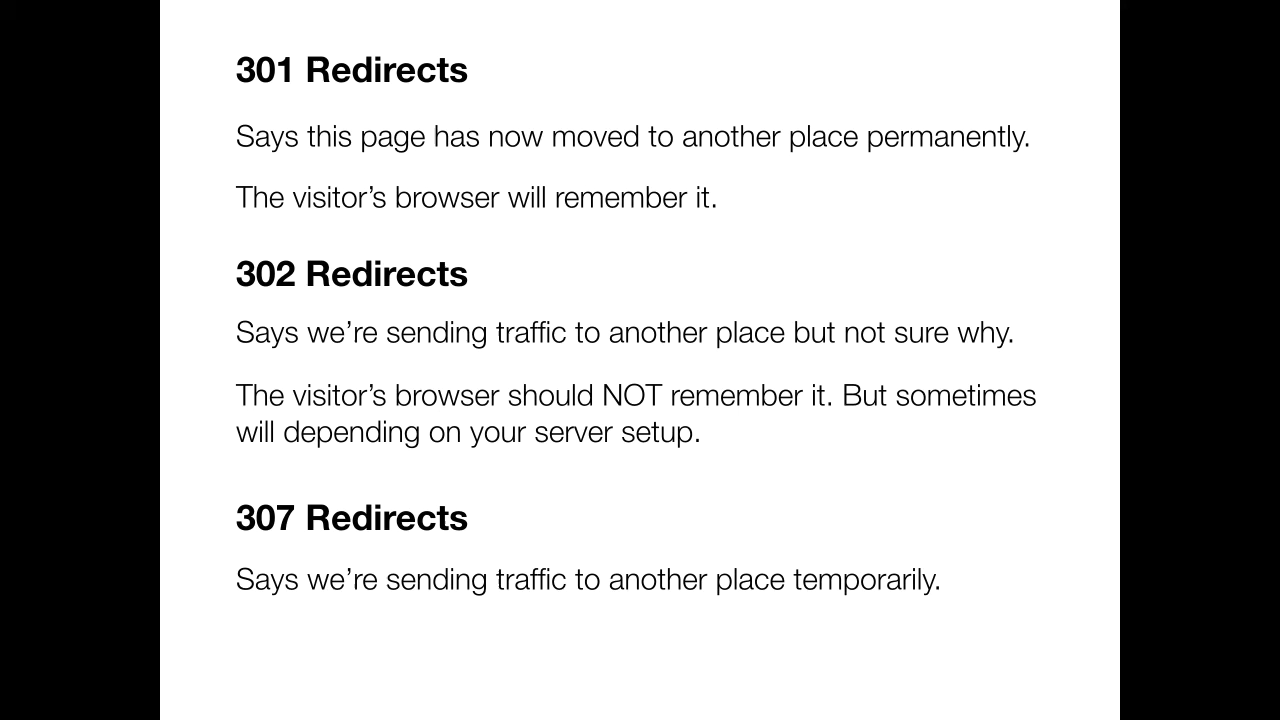 301 Redirects
Says this page has now moved to another place permanently.
The visitor’s browser will remember it.
302 Redirects
Says we’re sending traffic to another place but not sure why.
The visitor’s browser should NOT remember it. But sometimes
will depending on your server setup.
307 Redirects
Says we’re sending traffic to another place temporarily.